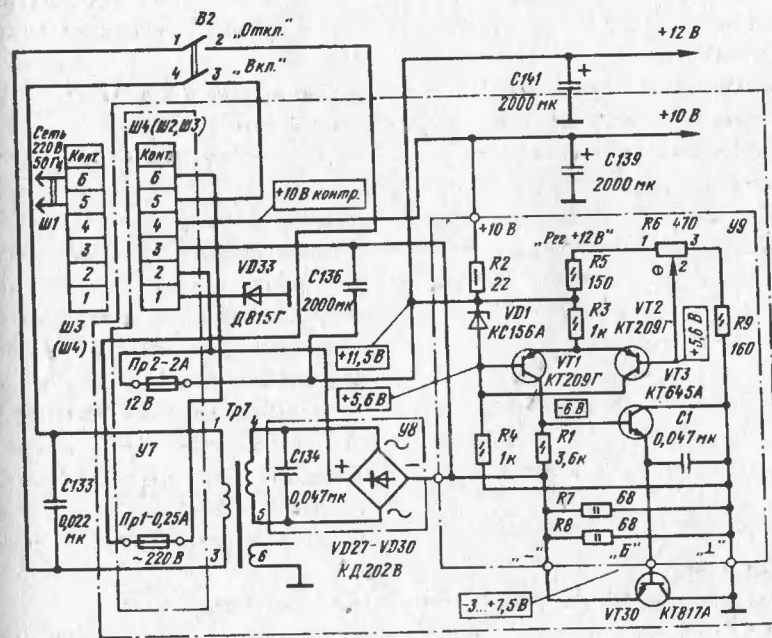 В2
1 2 „Откл."
4 3 „Вкл."
+12 В
С141
2000 мк
+10 В
С139
2000 мк
Сеть
220 В
50 Гц
Ш1
Конт.
6
5
4
3
2
1
Ш3
(Ш4)
Ш4(Ш2,Ш3)
Конт.
6
5
4
3
2
1
+10 В контр.
VD33
Д815Г
С136
2000мк
+11,5 В
+5,6 В
Пр2-2А
12 В
У7
С133
0,022
мк
Пр1-0,25А
~220 В
Тр1
1
3
4
5
6
С134
0,047мк
У8
+
−
VD27-VD30
КД202В
+10 В
„Рег.+12 В"
R6 470
1 3
2
У9
R2
22
R5
150
VD1
КС156А
R3
1к
VT2
КТ209Г
+5,6 В
R9
160
VT1
КТ209Г
VT3
КТ645А
-6 В
С1
0,047мк
R4
1к
R1
3,6к
R7 68
R8 68
„−"
„Б"
„⊥"
-3...+7,5 В
VT30
КТ817А